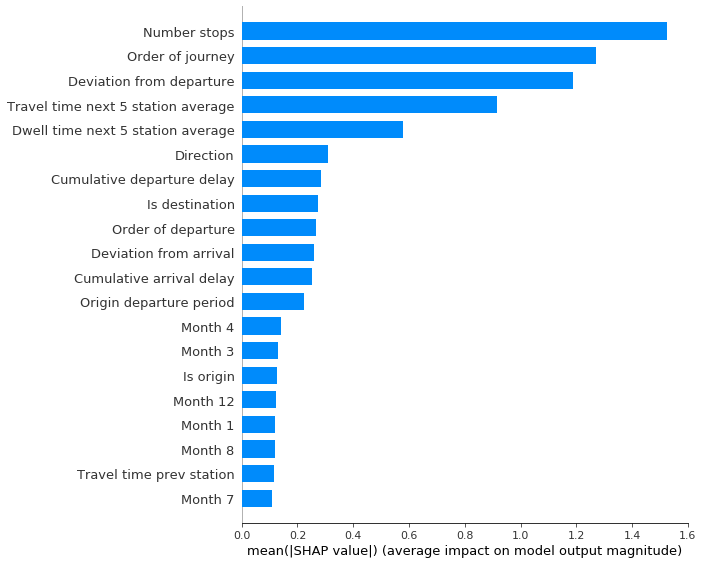 Number stops
Order of journey
Deviation from departure
Travel time next 5 station average
Dwell time next 5 station average
Direction
Cumulative departure delay
Is destination
Order of departure
Deviation from arrival
Cumulative arrival delay
Origin departure period
Month 4
Month 3
Is origin
Month 12
Month 1
Month 8
Travel time prev station
Month 7
0.0 0.2 0.4 0.6 0.8 1.0 1.2 1.4 1.6
mean(|SHAP value|) (average impact on model output magnitude)